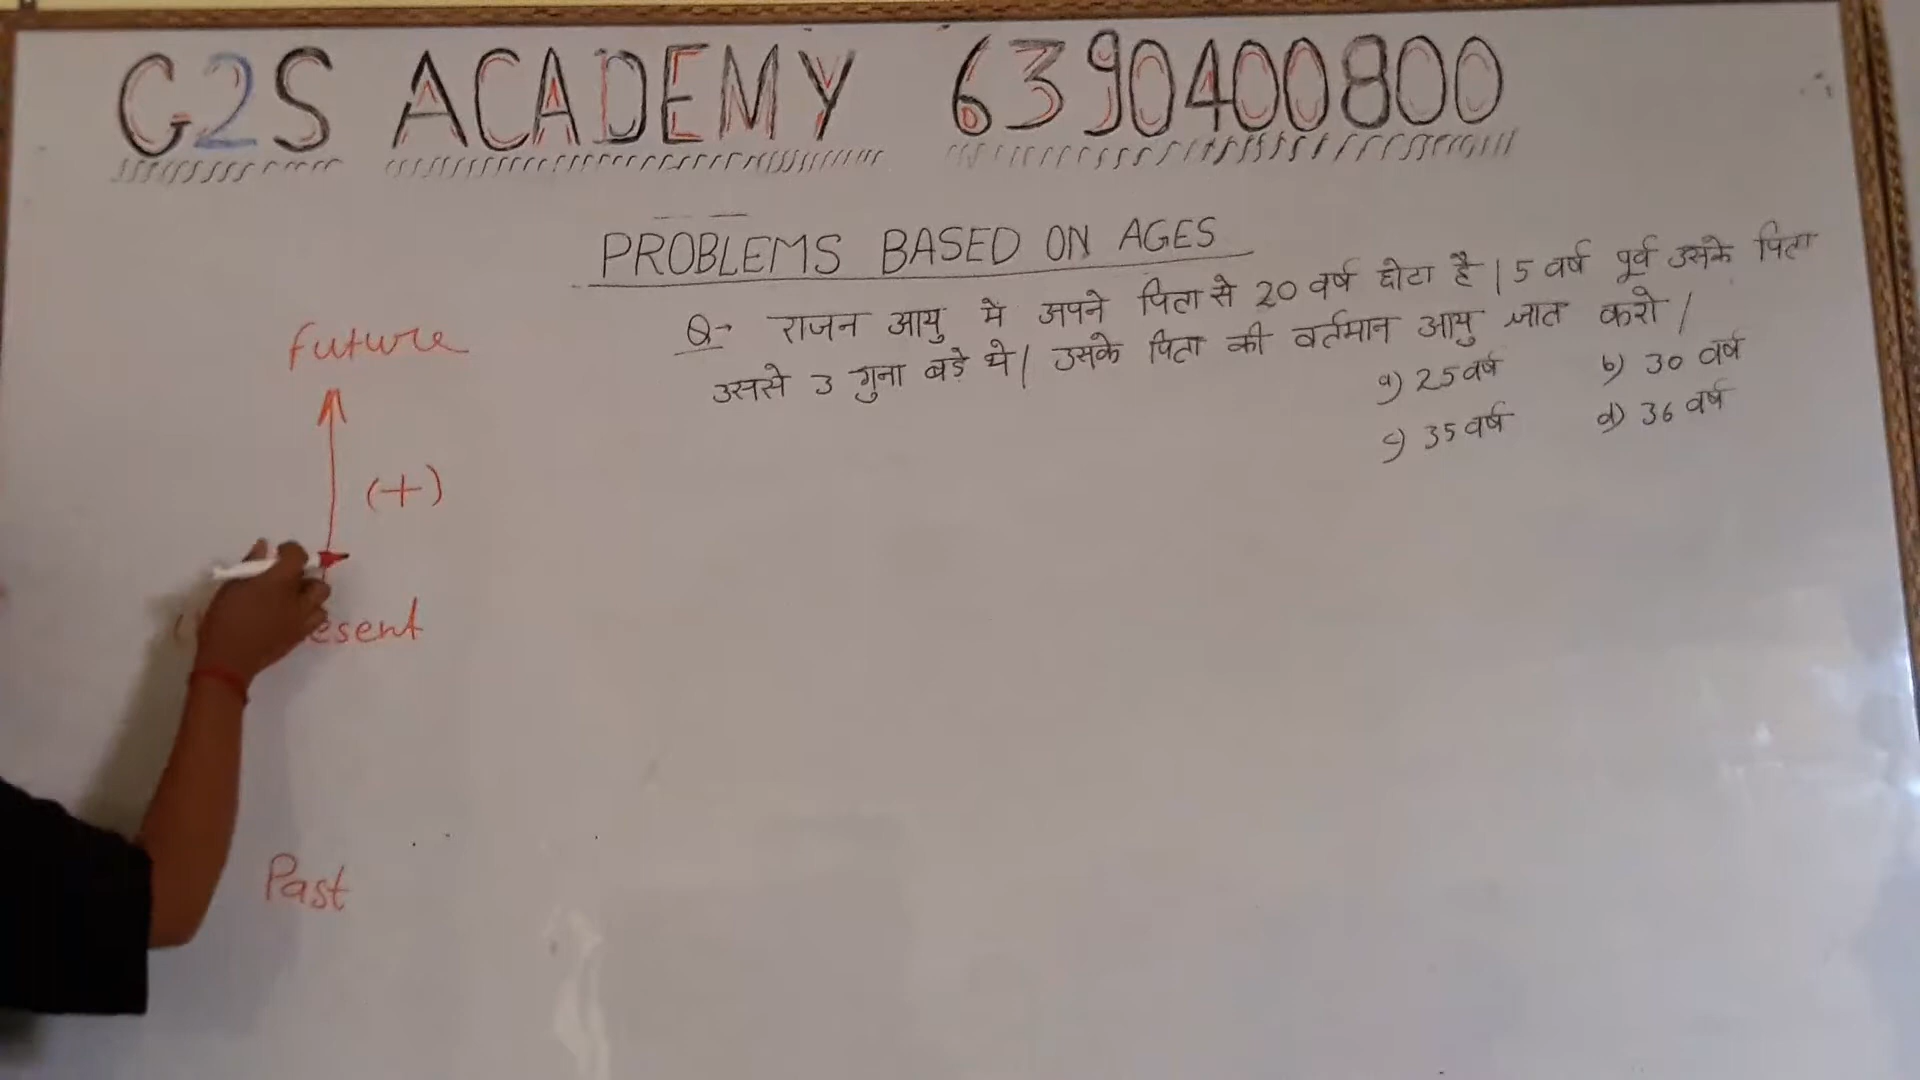 G2S ACADEMY 6390400800
PROBLEMS BASED ON AGES
Q- राजन आयु मे अपने पिता से 20 वर्ष छोटा है | 5 वर्ष पूर्व उसके पिता
उससे 3 गुना बड़े थे | उसके पिता की वर्तमान आयु ज्ञात करो |
a) 25 वर्ष b) 30 वर्ष
c) 35 वर्ष d) 36 वर्ष
future
(+)
esent
Past